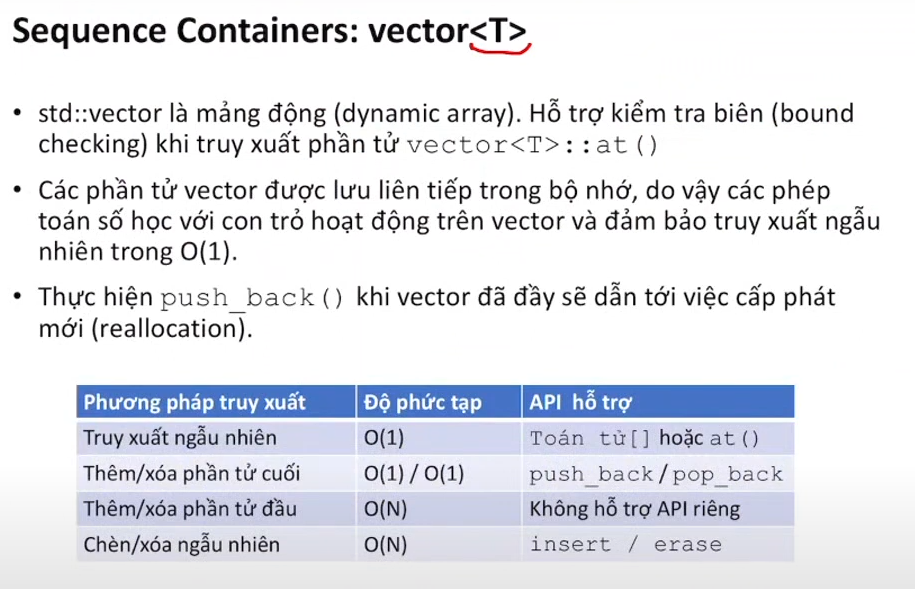 Sequence Containers: vector<T>
• std::vector là mảng động (dynamic array). Hỗ trợ kiểm tra biên (bound
checking) khi truy xuất phần tử vector<T>::at()
• Các phần tử vector được lưu liên tiếp trong bộ nhớ, do vậy các phép
toán số học với con trỏ hoạt động trên vector và đảm bảo truy xuất ngẫu
nhiên trong O(1).
• Thực hiện push_back() khi vector đã đầy sẽ dẫn tới việc cấp phát
mới (reallocation).
Phương pháp truy xuất Độ phức tạp API hỗ trợ
Truy xuất ngẫu nhiên O(1) Toán tử[] hoặc at()
Thêm/xóa phần tử cuối O(1) / O(1) push_back/pop_back
Thêm/xóa phần tử đầu O(N) Không hỗ trợ API riêng
Chèn/xóa ngẫu nhiên O(N) insert / erase